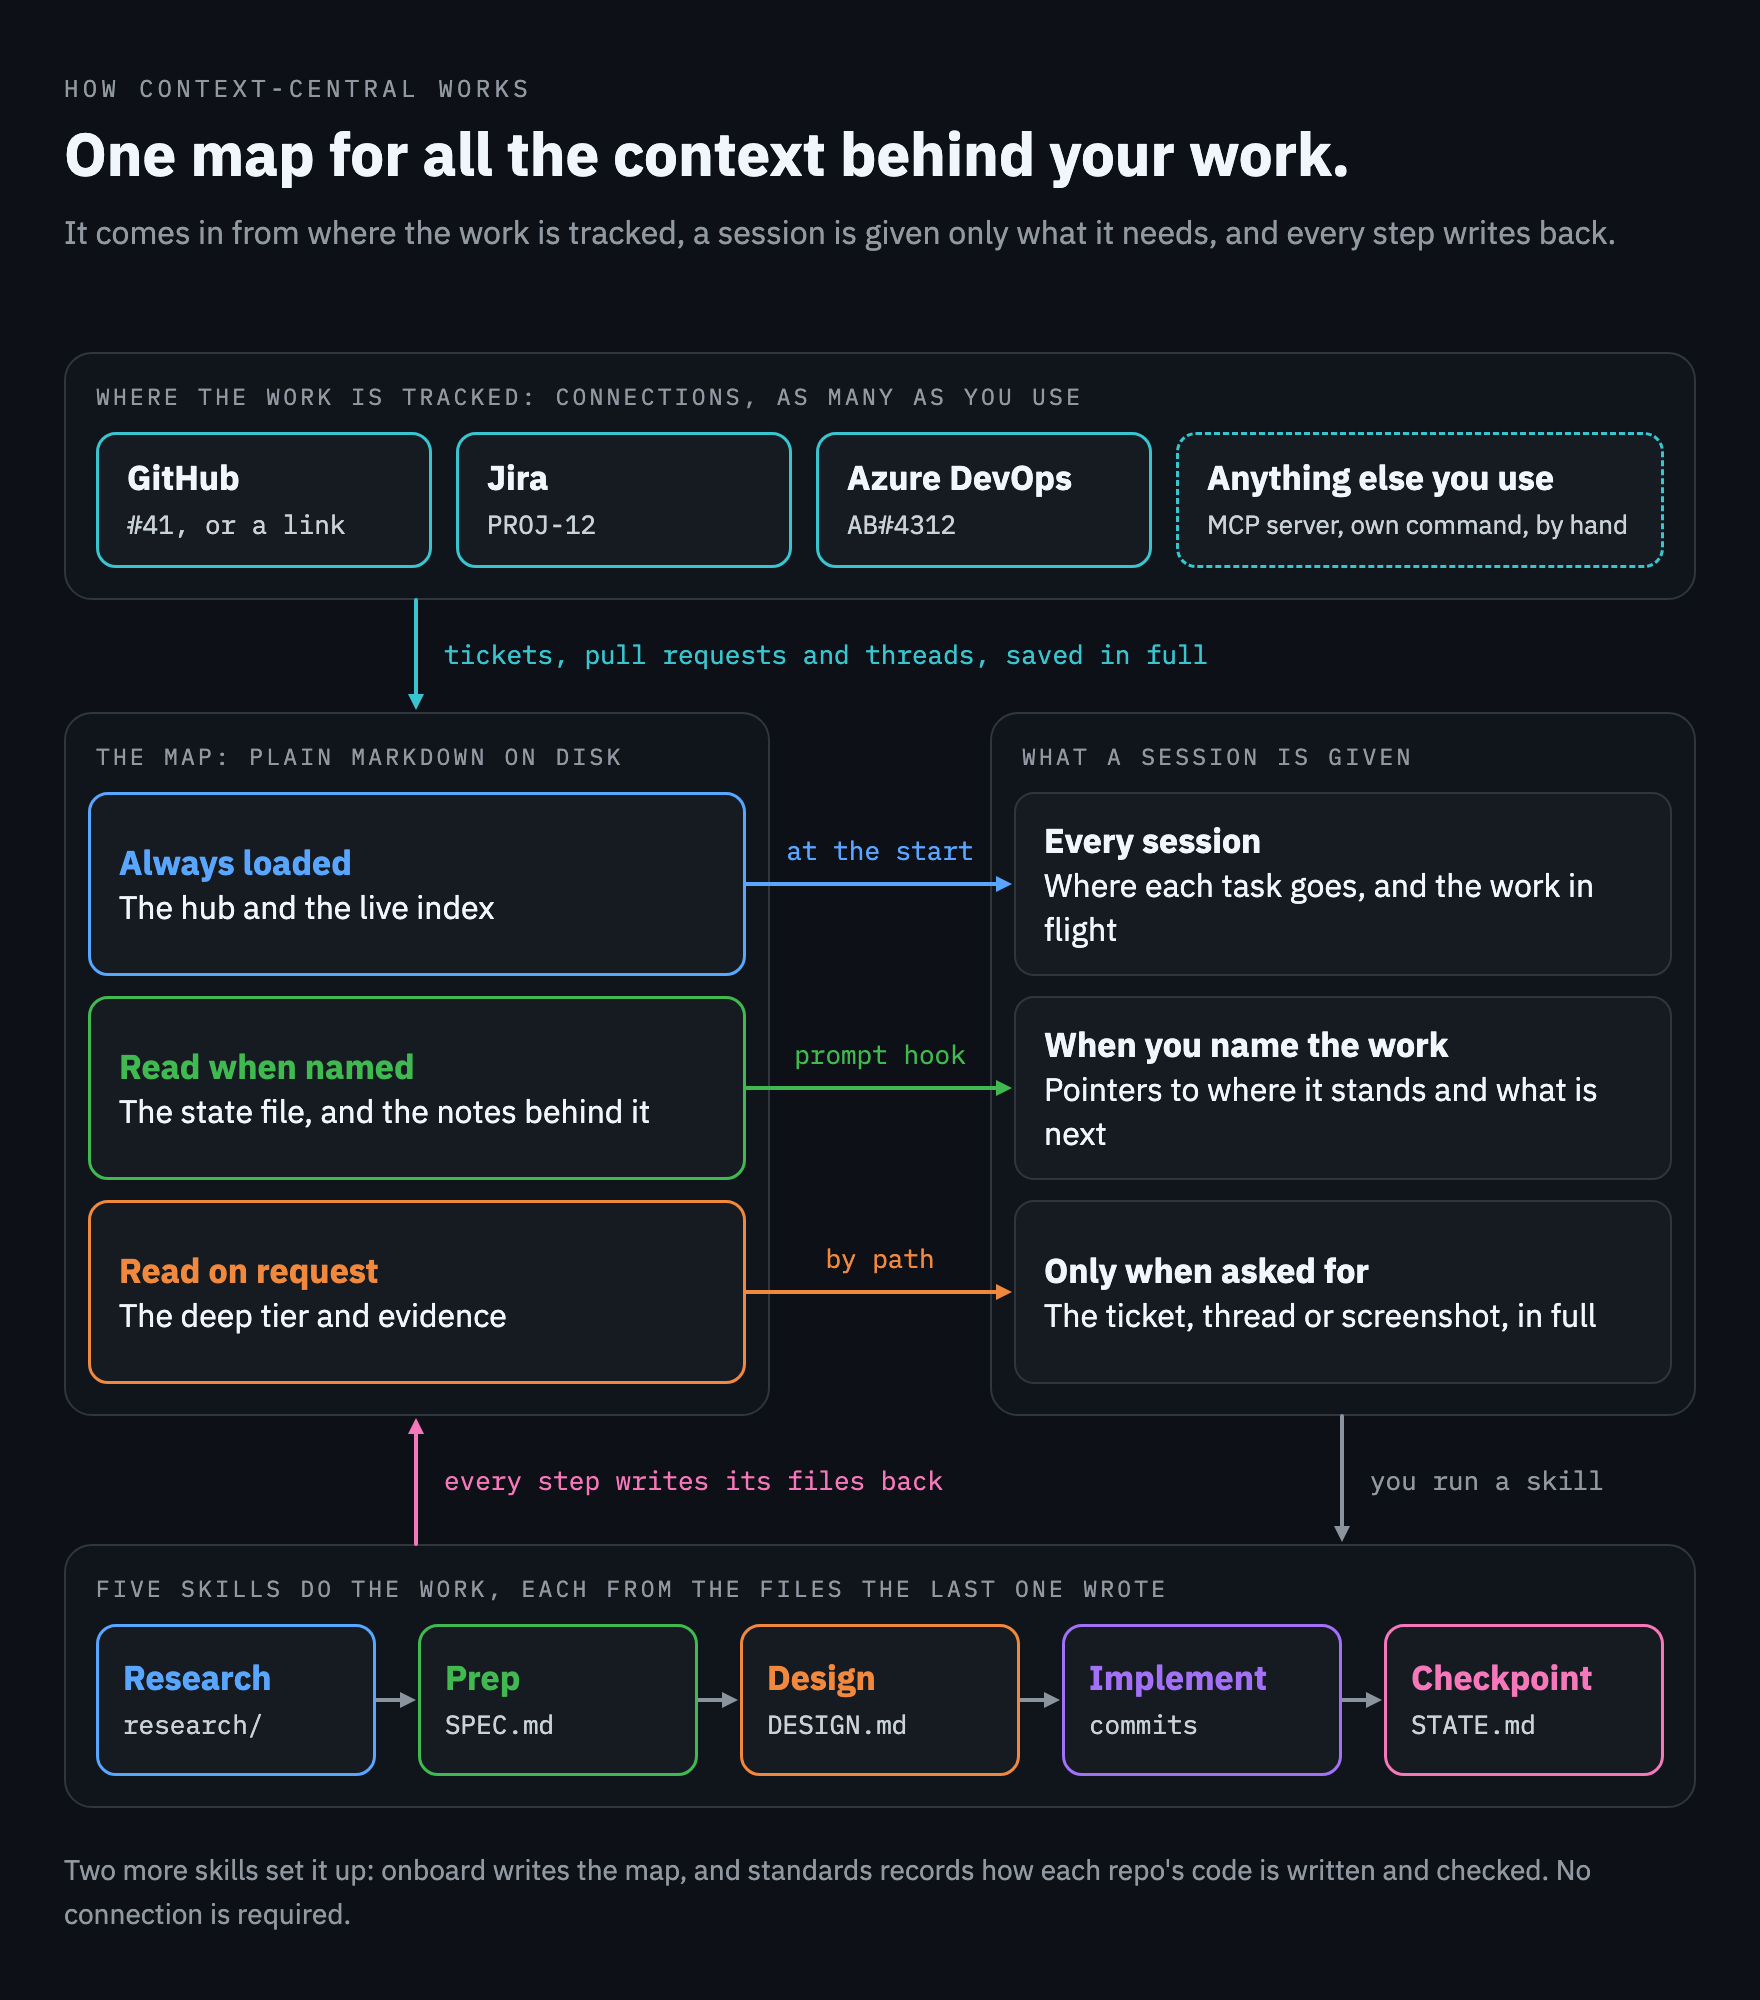 HOW CONTEXT-CENTRAL WORKS
One map for all the context behind your work.
It comes in from where the work is tracked, a session is given only what it needs, and every step writes back.
WHERE THE WORK IS TRACKED: CONNECTIONS, AS MANY AS YOU USE
GitHub
#41, or a link
Jira
PROJ-12
Azure DevOps
AB#4312
Anything else you use
MCP server, own command, by hand
tickets, pull requests and threads, saved in full
THE MAP: PLAIN MARKDOWN ON DISK
Always loaded
The hub and the live index
Read when named
The state file, and the notes behind it
Read on request
The deep tier and evidence
at the start
prompt hook
by path
WHAT A SESSION IS GIVEN
Every session
Where each task goes, and the work in
flight
When you name the work
Pointers to where it stands and what is
next
Only when asked for
The ticket, thread or screenshot, in full
every step writes its files back
you run a skill
FIVE SKILLS DO THE WORK, EACH FROM THE FILES THE LAST ONE WROTE
Research
research/
Prep
SPEC.md
Design
DESIGN.md
Implement
commits
Checkpoint
STATE.md
Two more skills set it up: onboard writes the map, and standards records how each repo's code is written and checked. No
connection is required.